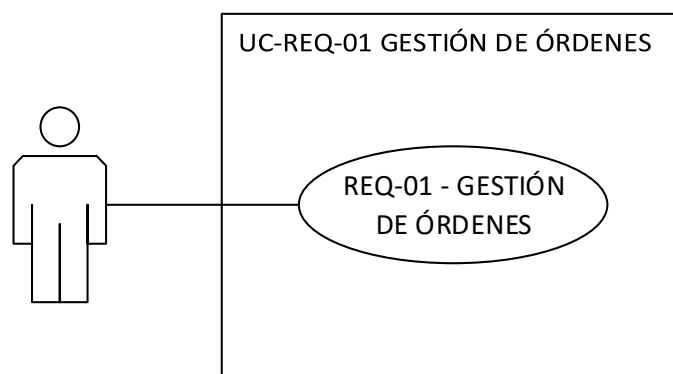 UC-REQ-01 GESTIÓN DE ÓRDENES
REQ-01 - GESTIÓN
DE ÓRDENES